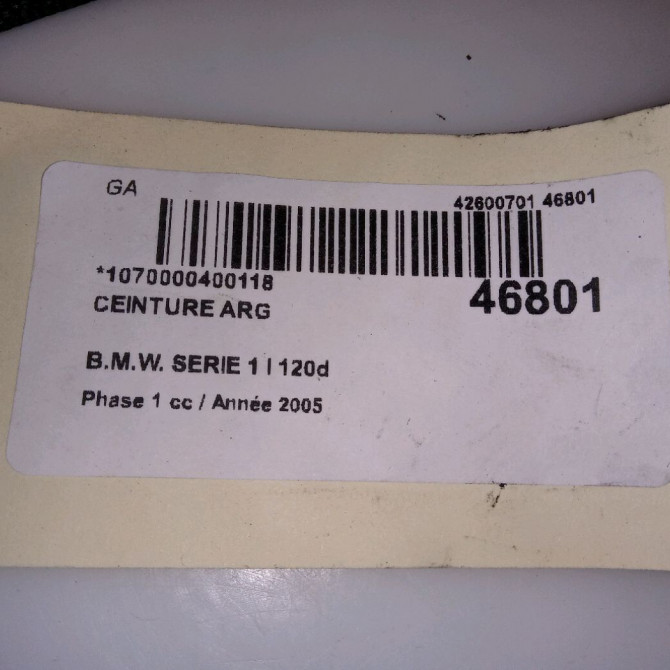 GA
42600701 46801
*1070000400118
46801
CEINTURE ARG
B.M.W. SERIE 1 I 120d
Phase 1 cc / Année 2005